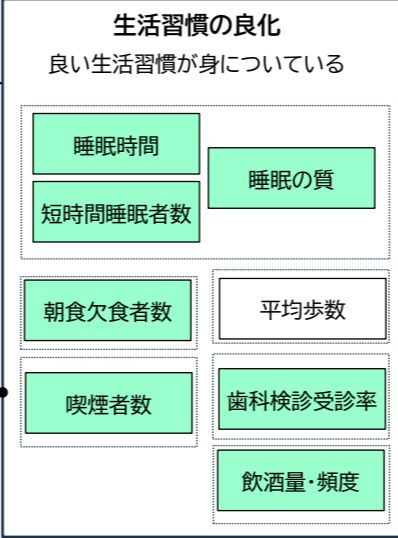 生活習慣の良化
良い生活習慣が身についている
睡眠時間
睡眠の質
短時間睡眠者数
朝食欠食者数
平均歩数
喫煙者数
歯科検診受診率
飲酒量･頻度